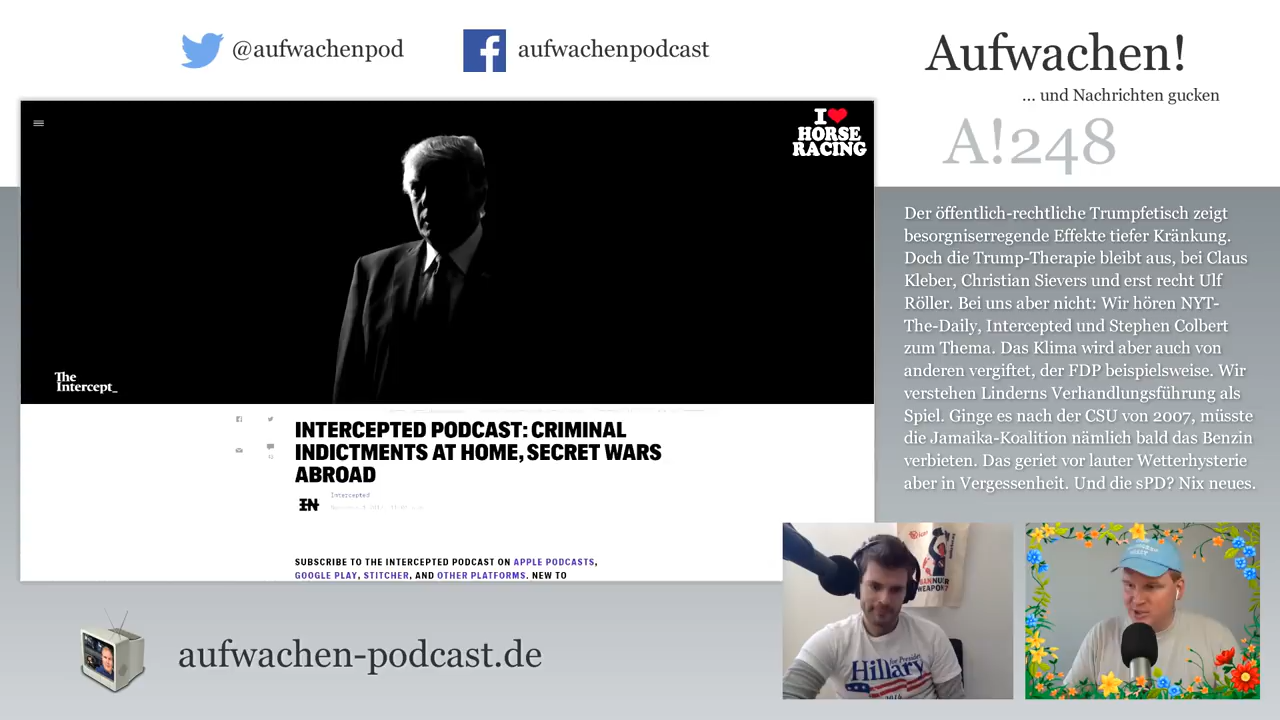 @aufwachenpod
aufwachenpodcast
Aufwachen!
... und Nachrichten gucken
A!248
I
HORSE
RACING
The
Intercept_
INTERCEPTED PODCAST: CRIMINAL
INDICTMENTS AT HOME, SECRET WARS
ABROAD
IN
Intercepted
SUBSCRIBE TO THE INTERCEPTED PODCAST ON APPLE PODCASTS,
GOOGLE PLAY, STITCHER, AND OTHER PLATFORMS. NEW TO
Der öffentlich-rechtliche Trumpfetisch zeigt
besorgniserregende Effekte tiefer Kränkung.
Doch die Trump-Therapie bleibt aus, bei Claus
Kleber, Christian Sievers und erst recht Ulf
Röller. Bei uns aber nicht: Wir hören NYT-
The-Daily, Intercepted und Stephen Colbert
zum Thema. Das Klima wird aber auch von
anderen vergiftet, der FDP beispielsweise. Wir
verstehen Linderns Verhandlungsführung als
Spiel. Ginge es nach der CSU von 2007, müsste
die Jamaika-Koalition nämlich bald das Benzin
verbieten. Das geriet vor lauter Wetterhysterie
aber in Vergessenheit. Und die sPD? Nix neues.
Hillary
aufwachen-podcast.de